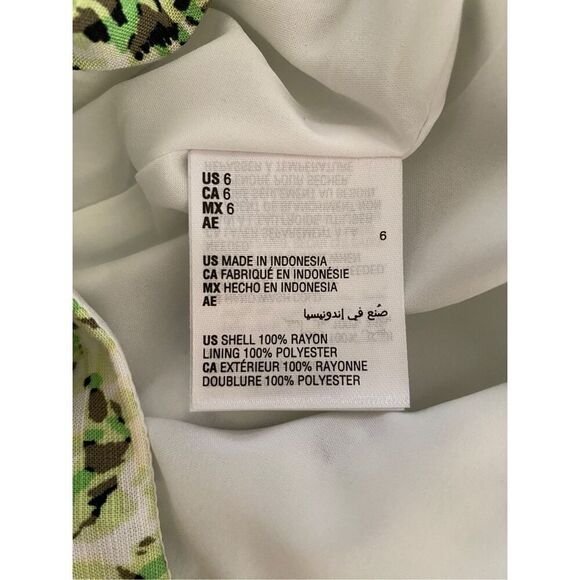 US 6
CA 6
MX 6
AE
6
US MADE IN INDONESIA
CA FABRIQUÉ EN INDONÉSIE
MX HECHO EN INDONESIA
AE
صُنع في إندونيسيا
US SHELL 100% RAYON
LINING 100% POLYESTER
CA EXTÉRIEUR 100% RAYONNE
DOUBLURE 100% POLYESTER